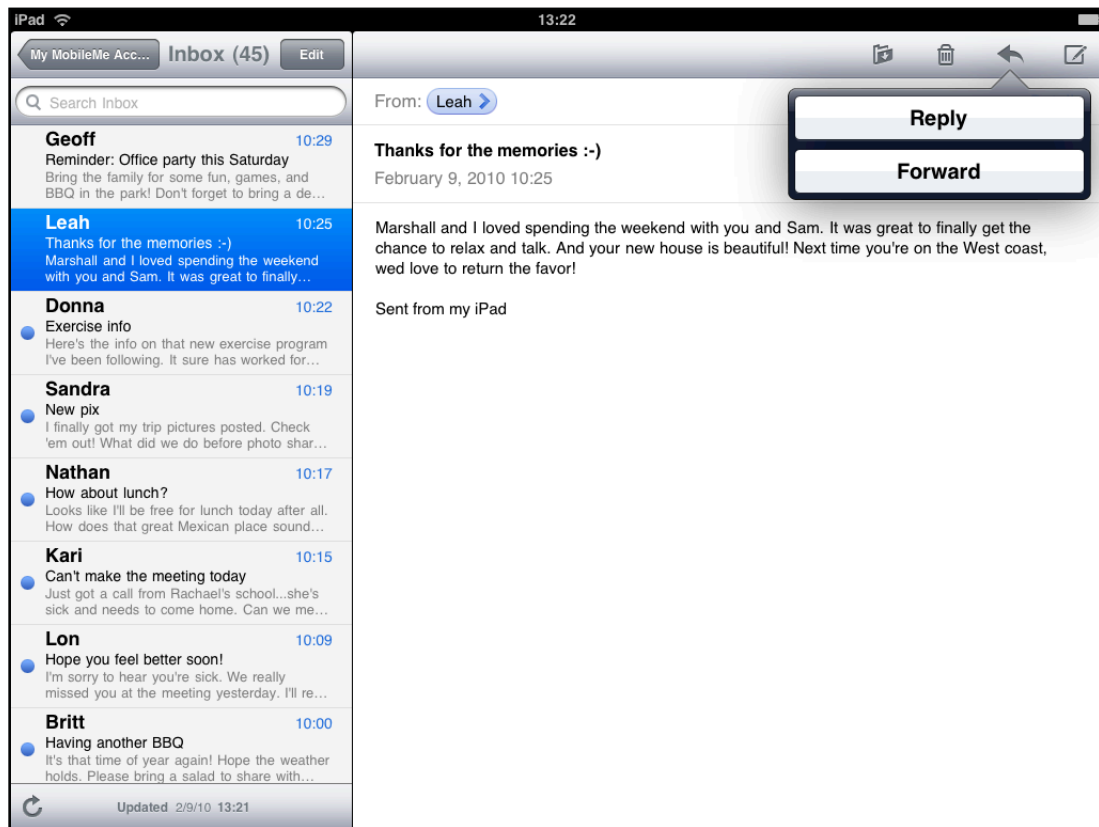 iPad
13:22
My MobileMe Acc...
Inbox (45)
Edit
Search Inbox
Geoff 10:29
Reminder: Office party this Saturday
Bring the family for some fun, games, and
BBQ in the park! Don't forget to bring a de...
Leah 10:25
Thanks for the memories :-)
Marshall and I loved spending the weekend
with you and Sam. It was great to finally...
Donna 10:22
Exercise info
Here's the info on that new exercise program
I've been following. It sure has worked for...
Sandra 10:19
New pix
I finally got my trip pictures posted. Check
'em out! What did we do before photo shar...
Nathan 10:17
How about lunch?
Looks like I'll be free for lunch today after all.
How does that great Mexican place sound...
Kari 10:15
Can't make the meeting today
Just got a call from Rachael's school...she's
sick and needs to come home. Can we me...
Lon 10:09
Hope you feel better soon!
I'm sorry to hear you're sick. We really
missed you at the meeting yesterday. I'll re...
Britt 10:00
Having another BBQ
It's that time of year again! Hope the weather
holds. Please bring a salad to share with...
Updated 2/9/10 13:21
From: Leah
Reply
Forward
Thanks for the memories :-)
February 9, 2010 10:25
Marshall and I loved spending the weekend with you and Sam. It was great to finally get the
chance to relax and talk. And your new house is beautiful! Next time you're on the West coast,
wed love to return the favor!
Sent from my iPad